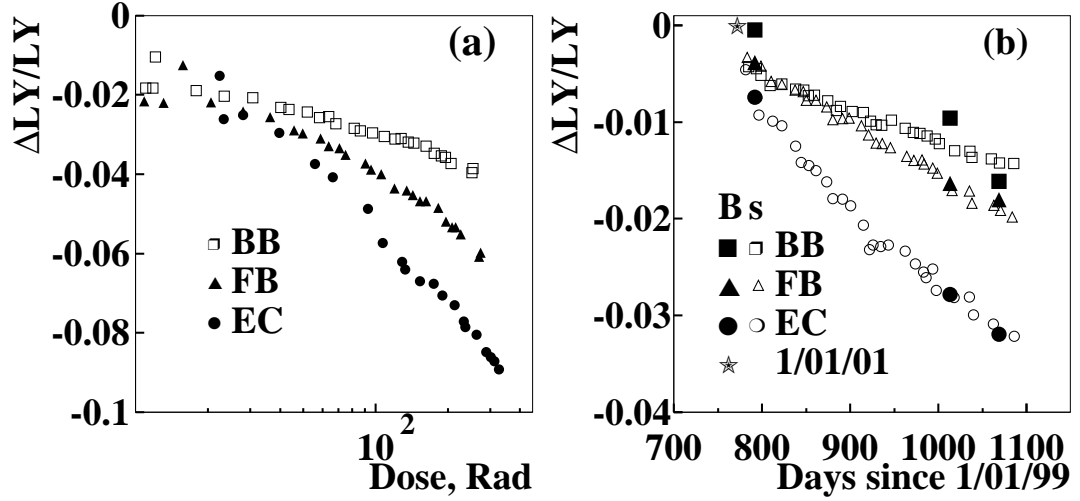 (a)
ΔLY/LY
0
-0.02
-0.04
-0.06
-0.08
-0.1
BB
FB
EC
10²
Dose, Rad
(b)
ΔLY/LY
0
-0.01
-0.02
-0.03
-0.04
B s
BB
FB
EC
1/01/01
700 800 900 1000 1100
Days since 1/01/99